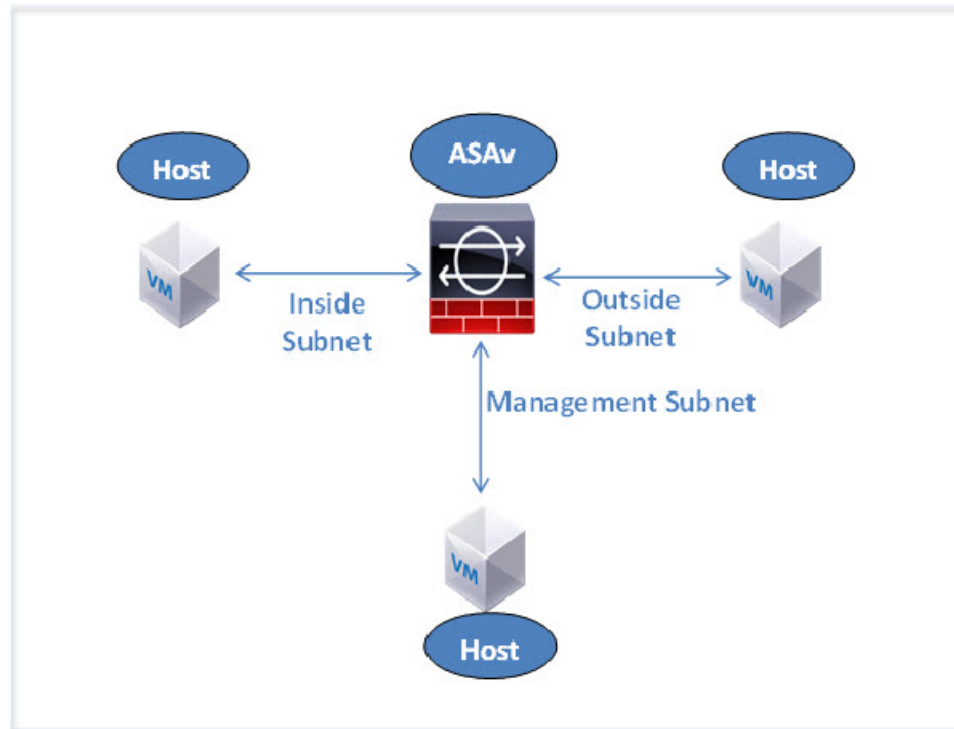 Host
ASAv
Host
VM
VM
Inside
Subnet
Outside
Subnet
Management Subnet
VM
Host